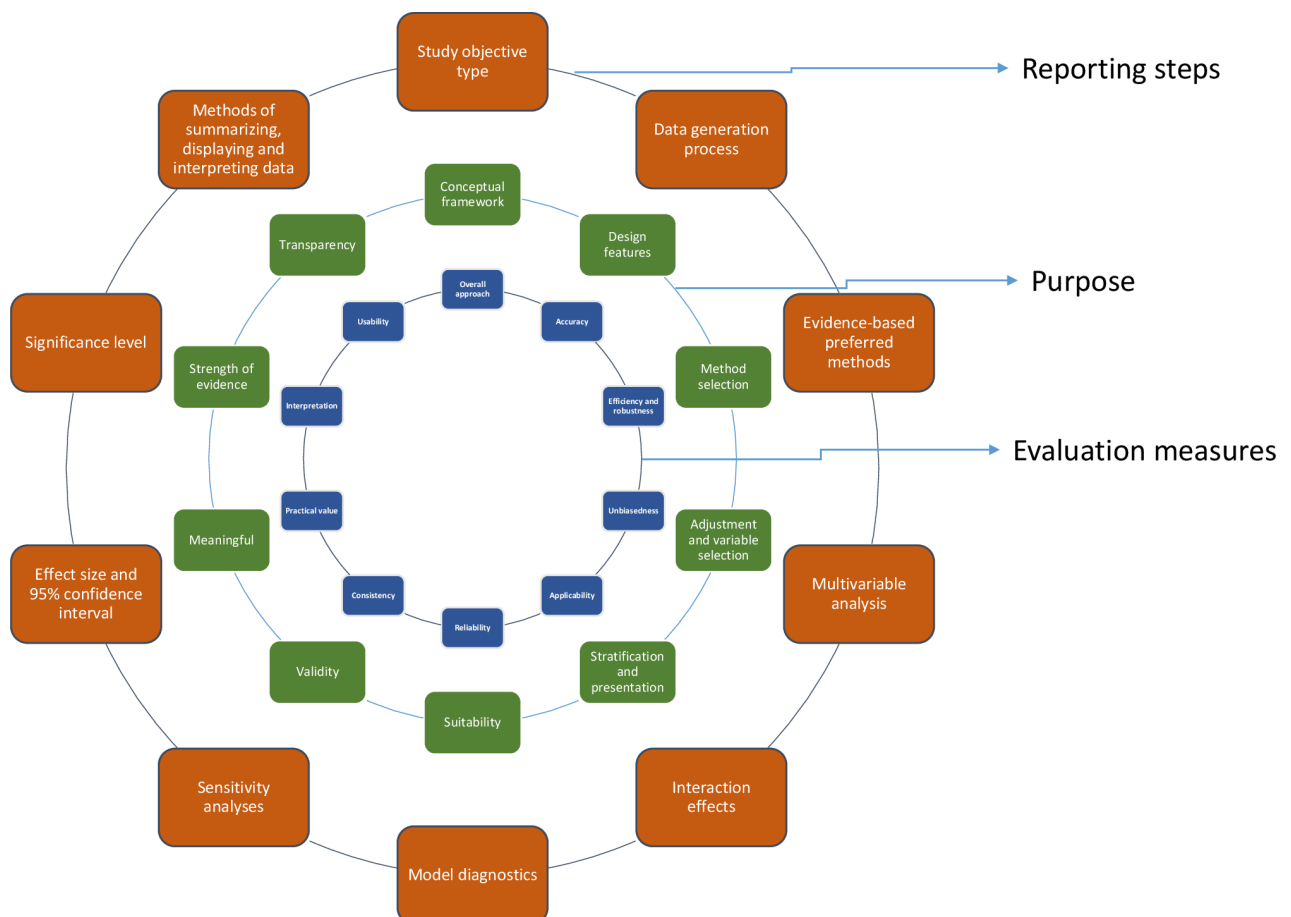 Study objective
type
Reporting steps
Methods of
summarizing,
displaying and
interpreting data
Data generation
process
Conceptual
framework
Transparency
Design
features
Purpose
Overall
approach
Usability
Accuracy
Significance level
Evidence-based
preferred
methods
Strength of
evidence
Method
selection
Interpretation
Efficiency and
robustness
Evaluation measures
Practical value
Unbiasedness
Meaningful
Adjustment
and variable
selection
Effect size and
95% confidence
interval
Multivariable
analysis
Consistency
Applicability
Reliability
Validity
Stratification
and
presentation
Suitability
Sensitivity
analyses
Interaction
effects
Model diagnostics